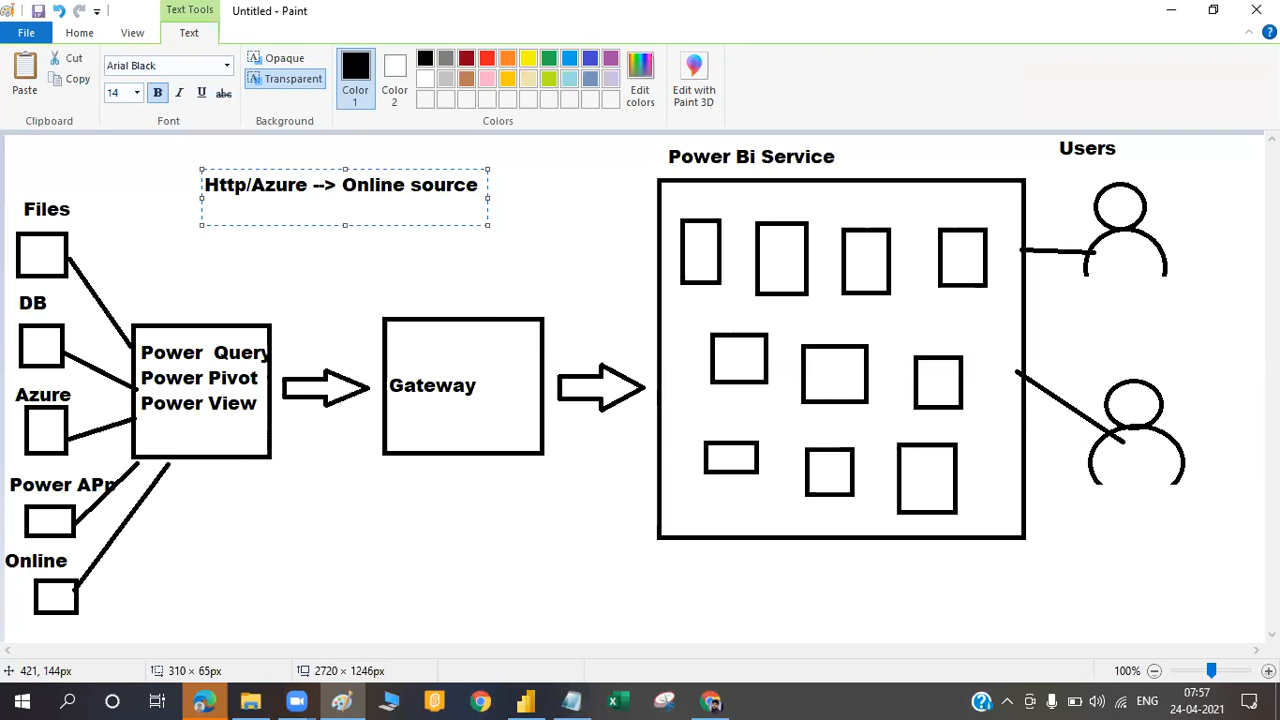 Text Tools
Untitled - Paint
File
Home
View
Text
Paste
Cut
Copy
Clipboard
Arial Black
14
B
I
U
abc
Font
Opaque
Transparent
Background
Color
1
Color
2
Edit
colors
Edit with
Paint 3D
Colors
Http/Azure --> Online source
Power Bi Service
Users
Files
DB
Azure
Power APp
Online
Power Query
Power Pivot
Power View
Gateway
421, 144px
310 × 65px
2720 × 1246px
100%
ENG
07:57
24-04-2021